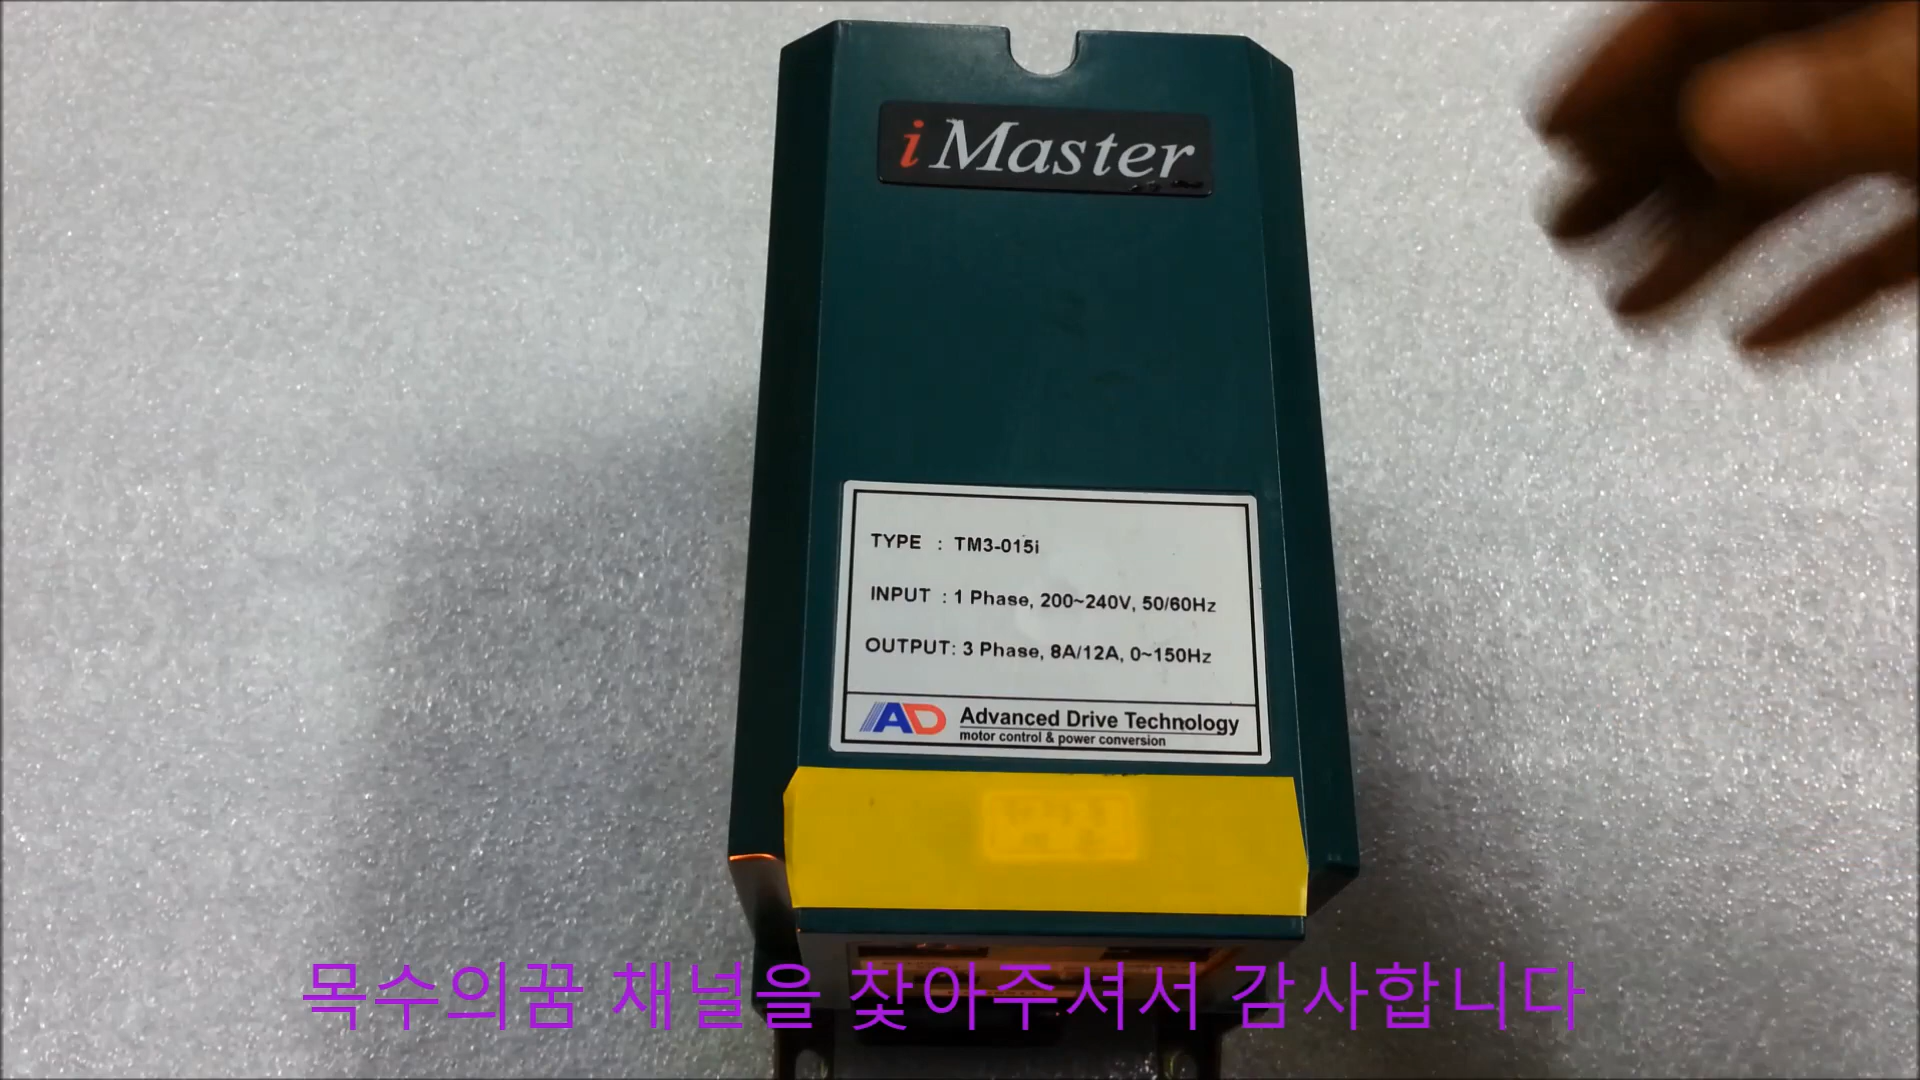 i Master
TYPE : TM3-015i
INPUT : 1 Phase, 200~240V, 50/60Hz
OUTPUT: 3 Phase, 8A/12A, 0~150Hz
AD Advanced Drive Technology
motor control & power conversion
목수의꿈 채널을 찾아주셔서 감사합니다